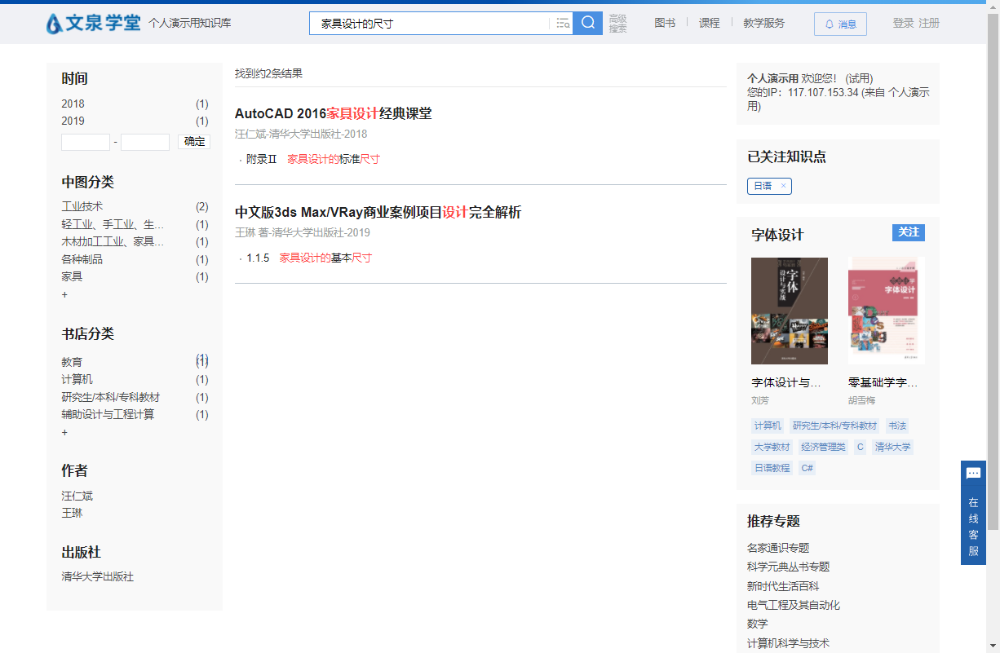 文泉学堂 个人演示用知识库 家具设计的尺寸 高级搜索 图书 课程 教学服务 消息 登录 注册
时间
2018 (1)
2019 (1)
- 确定
中图分类
工业技术 (2)
轻工业、手工业、生... (1)
木材加工工业、家具... (1)
各种制品 (1)
家具 (1)
+
书店分类
(1)
教育 (1)
计算机 (1)
研究生/本科/专科教材 (1)
辅助设计与工程计算 (1)
+
作者
汪仁斌
王琳
出版社
清华大学出版社
找到约2条结果
AutoCAD 2016家具设计经典课堂
汪仁斌-清华大学出版社-2018
· 附录Ⅱ 家具设计的标准尺寸
中文版3ds Max/VRay商业案例项目设计完全解析
王琳 著-清华大学出版社-2019
· 1.1.5 家具设计的基本尺寸
个人演示用 欢迎您！ (试用)
您的IP：117.107.153.34 (来自 个人演示
用)
已关注知识点
日语 ×
字体设计 关注
字体
设计与实战
字体设计
字体设计与... 零基础学字...
刘芳 胡雪梅
计算机 研究生/本科/专科教材 书法
大学教材 经济管理类 C 清华大学
日语教程 C#
推荐专题
名家通识专题
科学元典丛书专题
新时代生活百科
电气工程及其自动化
数学
计算机科学与技术
在
线
客
服